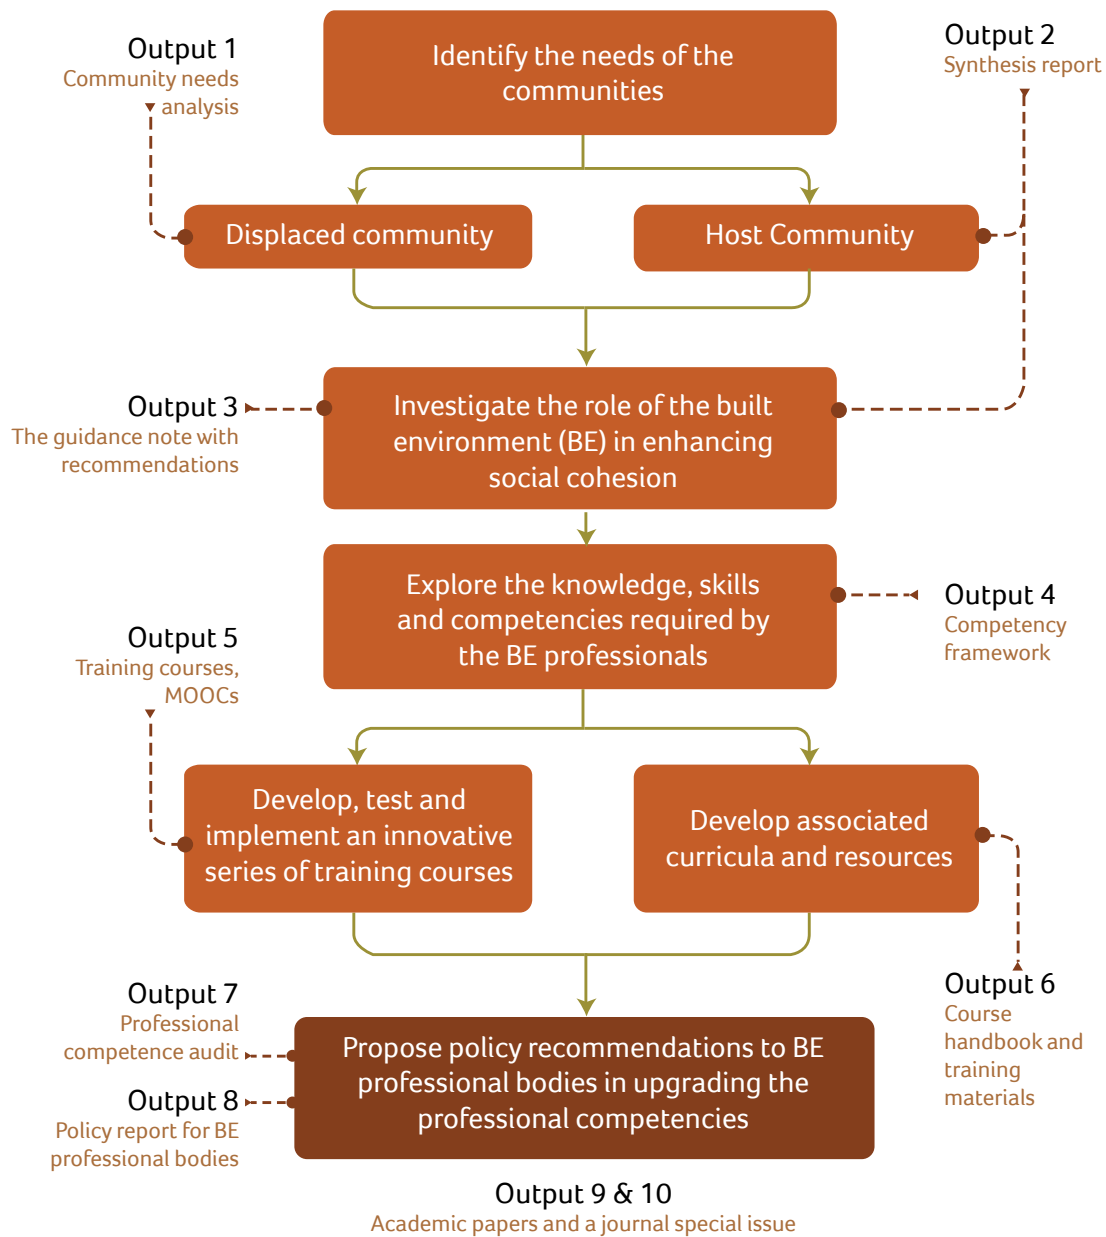 Output 1
Community needs
analysis
Identify the needs of the
communities
Output 2
Synthesis report
Displaced community
Host Community
Output 3
The guidance note with
recommendations
Investigate the role of the built
environment (BE) in enhancing
social cohesion
Explore the knowledge, skills
and competencies required by
the BE professionals
Output 4
Competency
framework
Output 5
Training courses,
MOOCs
Develop, test and
implement an innovative
series of training courses
Develop associated
curricula and resources
Output 6
Course
handbook and
training
materials
Output 7
Professional
competence audit
Output 8
Policy report for BE
professional bodies
Propose policy recommendations to BE
professional bodies in upgrading the
professional competencies
Output 9 & 10
Academic papers and a journal special issue